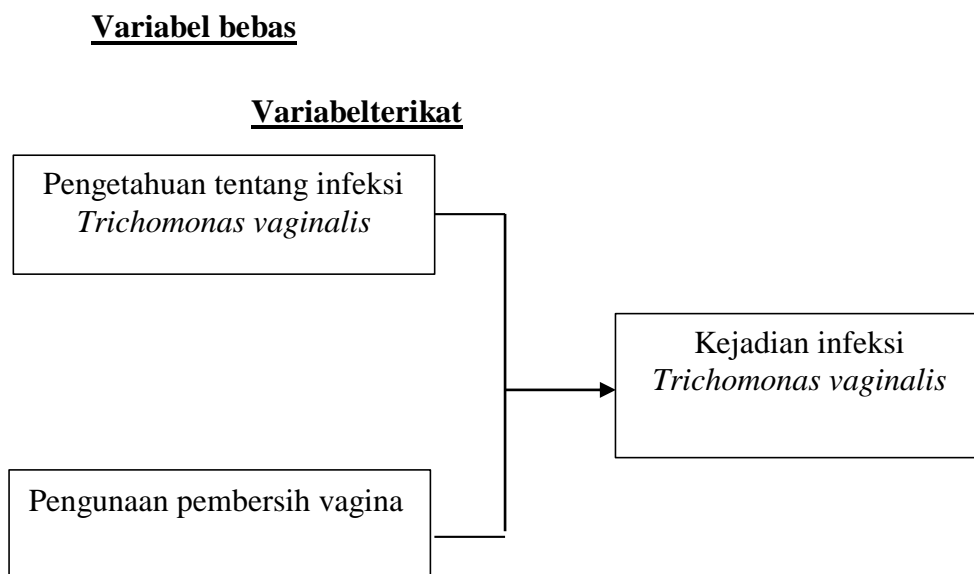 Variabel bebas
Variabelterikat
Pengetahuan tentang infeksi
Trichomonas vaginalis
Kejadian infeksi
Trichomonas vaginalis
Pengunaan pembersih vagina